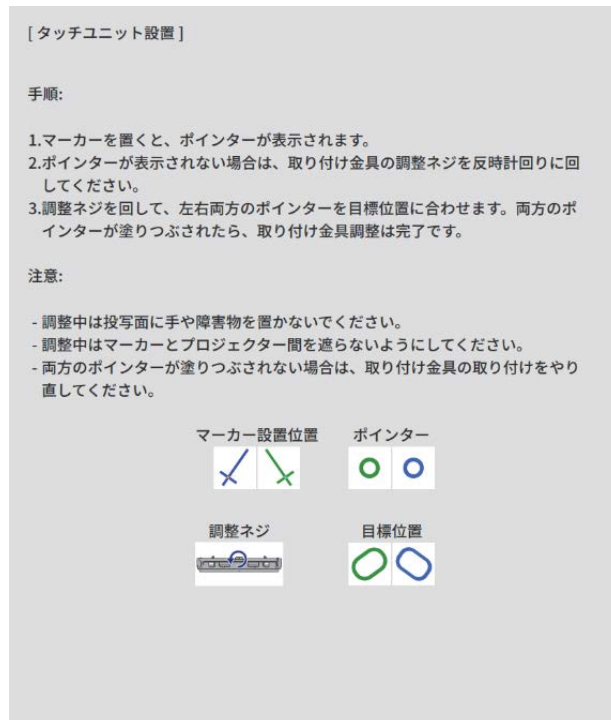 [ タッチユニット設置 ]
手順:
1.マーカーを置くと、ポインターが表示されます。
2.ポインターが表示されない場合は、取り付け金具の調整ネジを反時計回りに回
してください。
3.調整ネジを回して、左右両方のポインターを目標位置に合わせます。両方のポ
インターが塗りつぶされたら、取り付け金具調整は完了です。
注意:
- 調整中は投写面に手や障害物を置かないでください。
- 調整中はマーカーとプロジェクター間を遮らないようにしてください。
- 両方のポインターが塗りつぶされない場合は、取り付け金具の取り付けをやり
直してください。
マーカー設置位置 ポインター
調整ネジ 目標位置